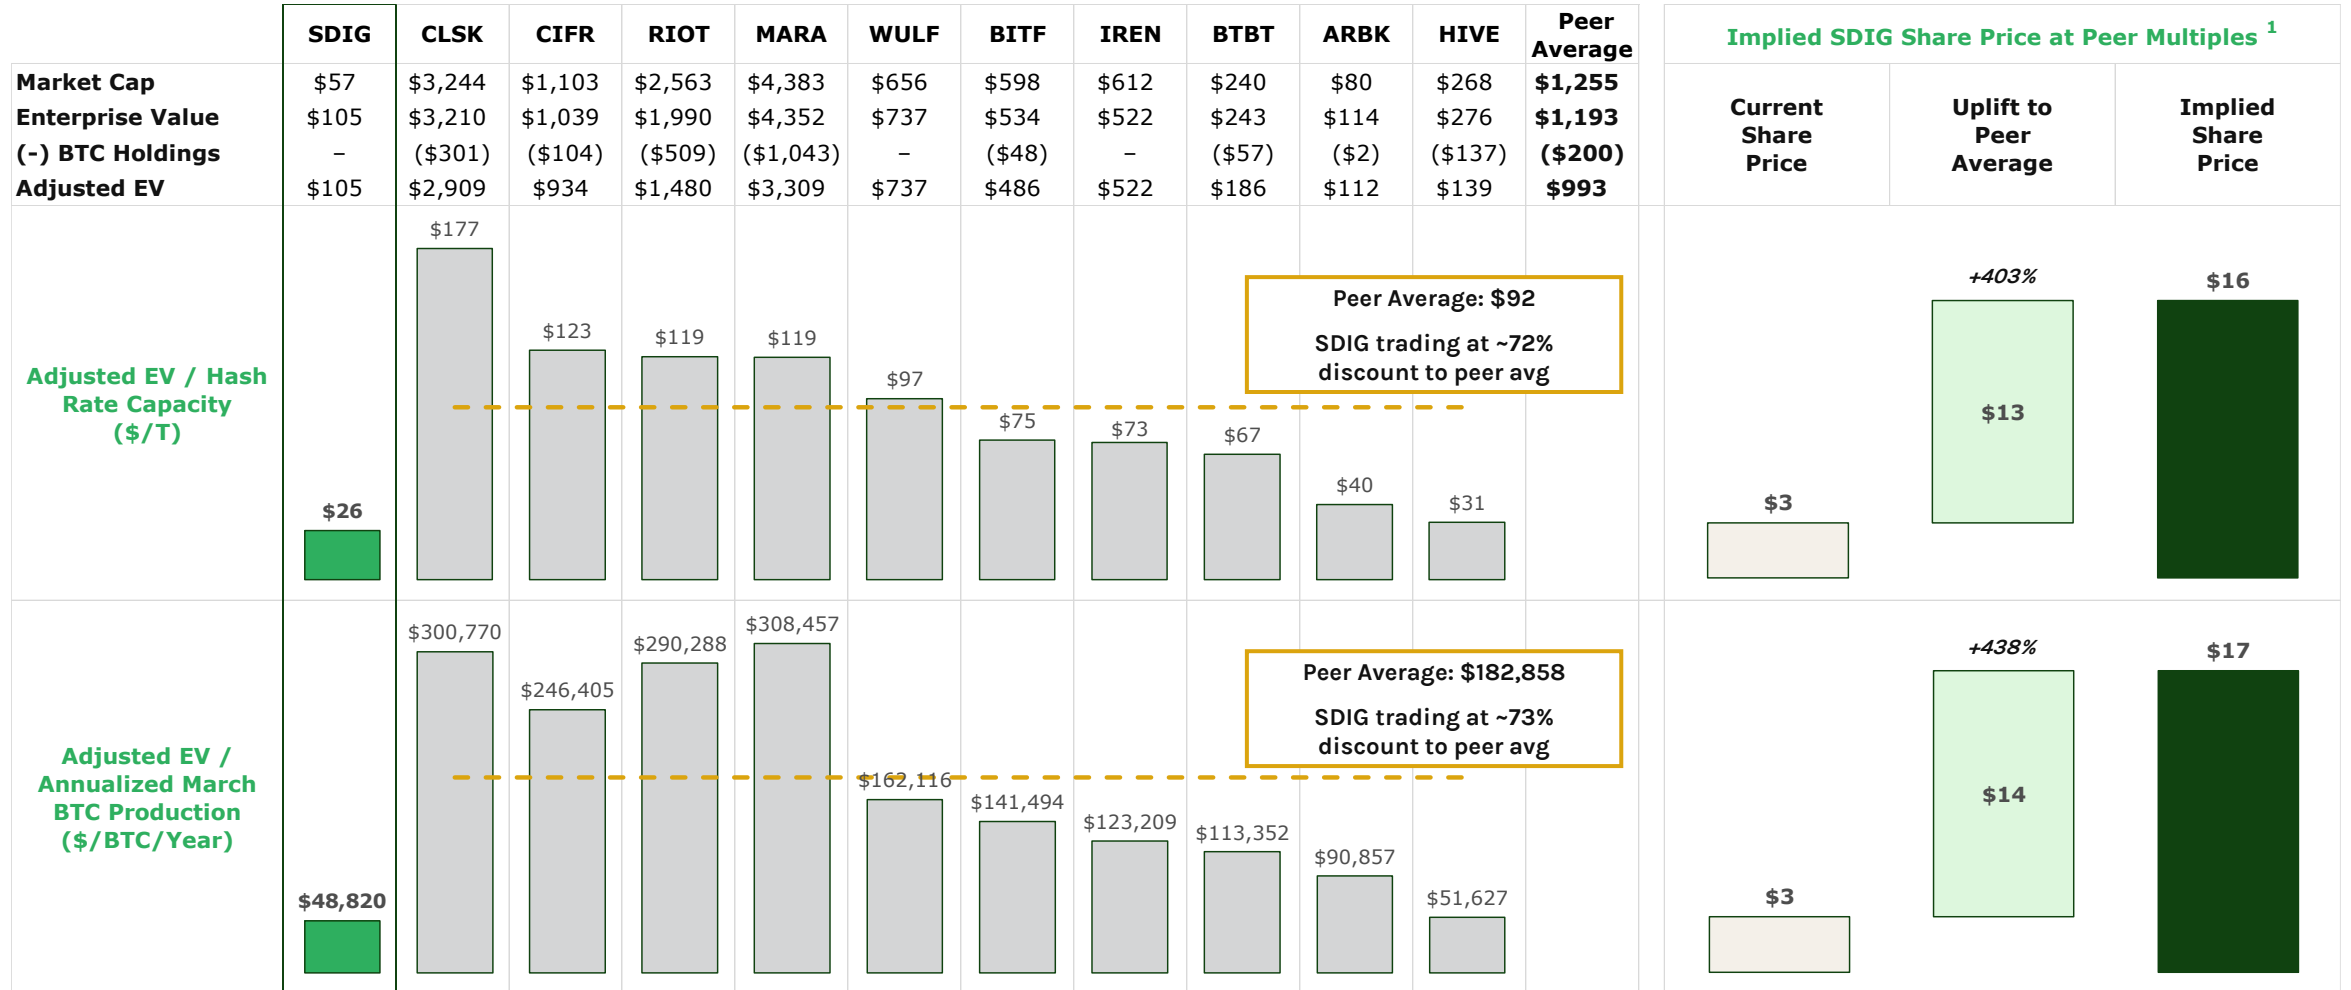 SDIG CLSK CIFR RIOT MARA WULF BITF IREN BTBT ARBK HIVE Peer Average
Implied SDIG Share Price at Peer Multiples 1
Market Cap $57 $3,244 $1,103 $2,563 $4,383 $656 $598 $612 $240 $80 $268 $1,255
Enterprise Value $105 $3,210 $1,039 $1,990 $4,352 $737 $534 $522 $243 $114 $276 $1,193
(-) BTC Holdings – ($301) ($104) ($509) ($1,043) – ($48) – ($57) ($2) ($137) ($200)
Adjusted EV $105 $2,909 $934 $1,480 $3,309 $737 $486 $522 $186 $112 $139 $993
Current
Share
Price
Uplift to
Peer
Average
Implied
Share
Price
Adjusted EV / Hash
Rate Capacity
($/T)
$26
$177
$123
$119
$119
$97
$75
$73
$67
$40
$31
Peer Average: $92
SDIG trading at ~72%
discount to peer avg
$3
+403%
$13
$16
Adjusted EV /
Annualized March
BTC Production
($/BTC/Year)
$48,820
$300,770
$246,405
$290,288
$308,457
$162,116
$141,494
$123,209
$113,352
$90,857
$51,627
Peer Average: $182,858
SDIG trading at ~73%
discount to peer avg
$3
+438%
$14
$17